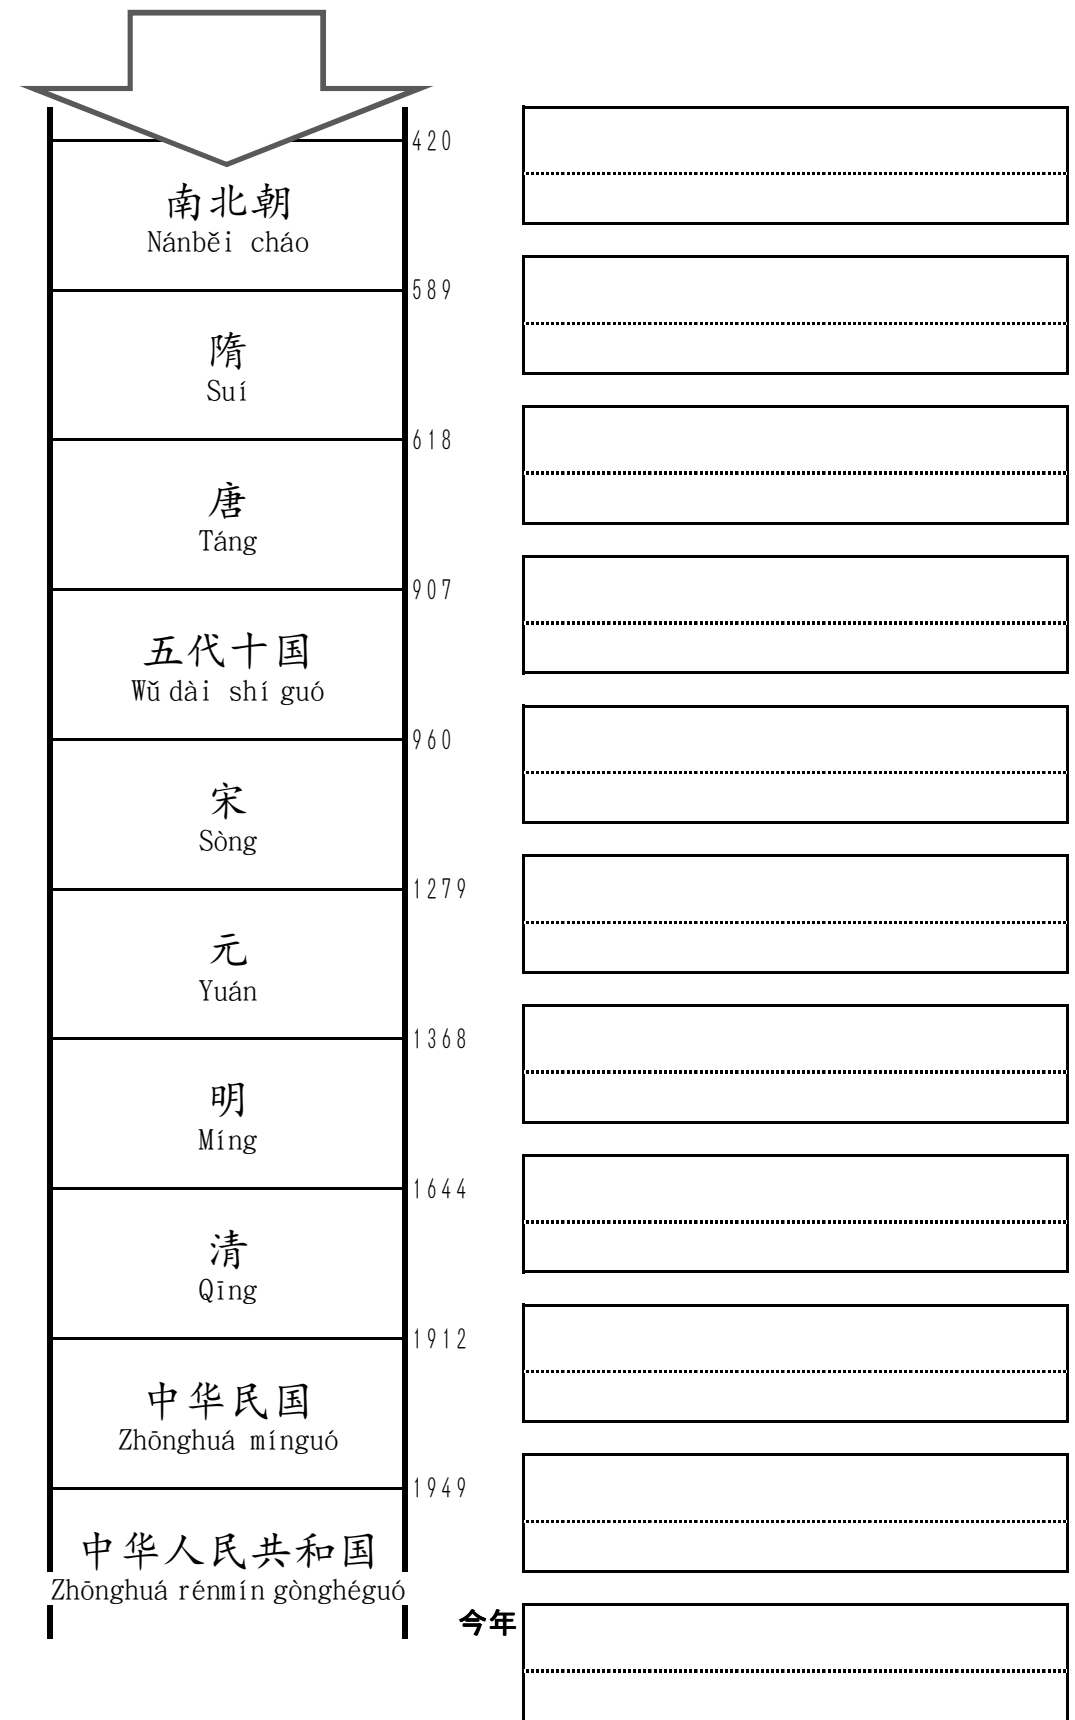 420
南北朝
Nánběi cháo
589
隋
Suí
618
唐
Táng
907
五代十国
Wǔ dài shí guó
960
宋
Sòng
1279
元
Yuán
1368
明
Míng
1644
清
Qīng
1912
中华民国
Zhōnghuá mínguó
1949
中华人民共和国
Zhōnghuá rénmín gònghéguó
今年